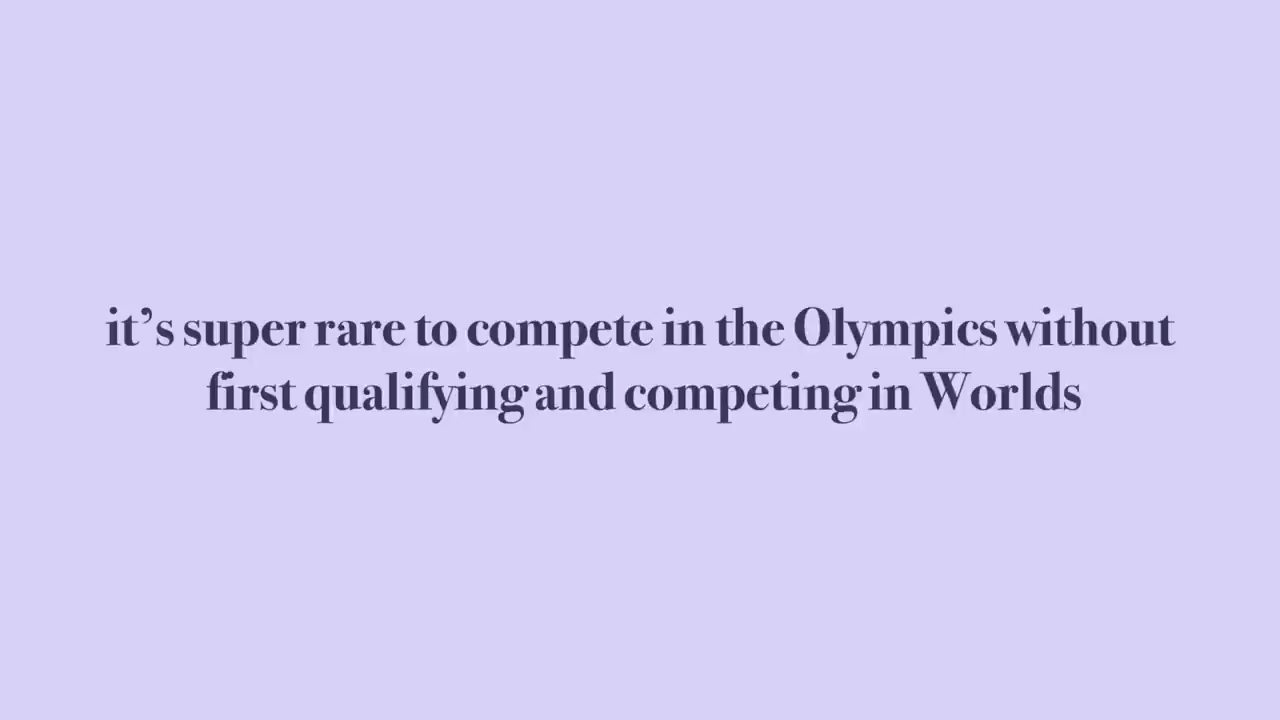 it’s super rare to compete in the Olympics without
first qualifying and competing in Worlds